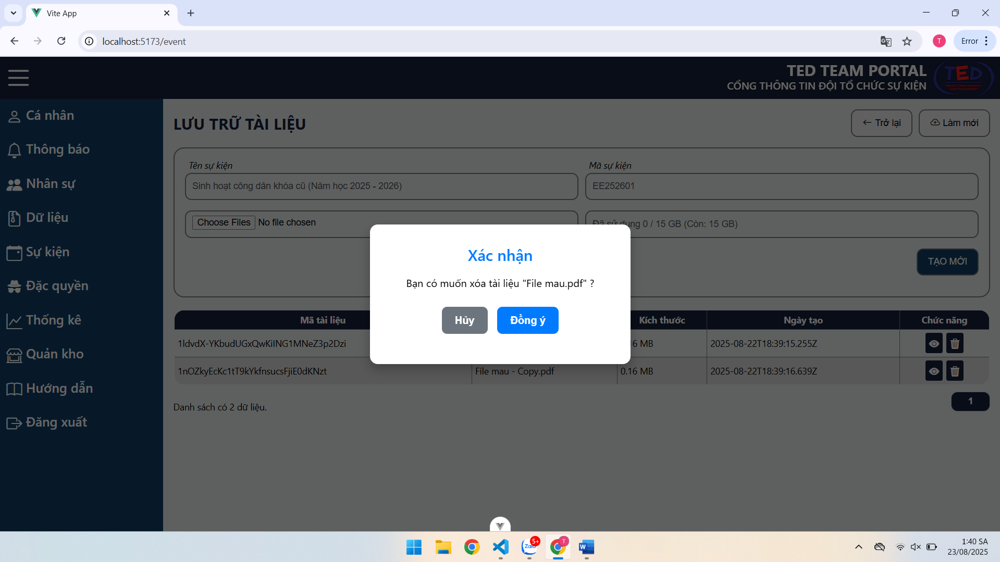 Vite App
localhost:5173/event
T
Error
TED TEAM PORTAL
CỔNG THÔNG TIN ĐỘI TỔ CHỨC SỰ KIỆN
TED
Cá nhân
Thông báo
Nhân sự
Dữ liệu
Sự kiện
Đặc quyền
Thống kê
Quản kho
Hướng dẫn
Đăng xuất
LƯU TRỮ TÀI LIỆU
Trở lại
Làm mới
Tên sự kiện
Mã sự kiện
Sinh hoạt công dân khóa cũ (Năm học 2025 - 2026)
EE252601
Choose Files No file chosen
Đã sử dụng 0 / 15 GB (Còn: 15 GB)
TẠO MỚI
Xác nhận
Bạn có muốn xóa tài liệu "File mau.pdf" ?
Hủy
Đồng ý
Mã tài liệu
Kích thước
Ngày tạo
Chức năng
1ldvdX-YKbudUGxQwKiING1MNeZ3p2Dzi
16 MB
2025-08-22T18:39:15.255Z
1nOZkyEcKc1tT9kYkfnsucsFjiE0dKNzt
File mau - Copy.pdf
0.16 MB
2025-08-22T18:39:16.639Z
Danh sách có 2 dữ liệu.
1
Zalo
5+
T
W
1:40 SA
23/08/2025